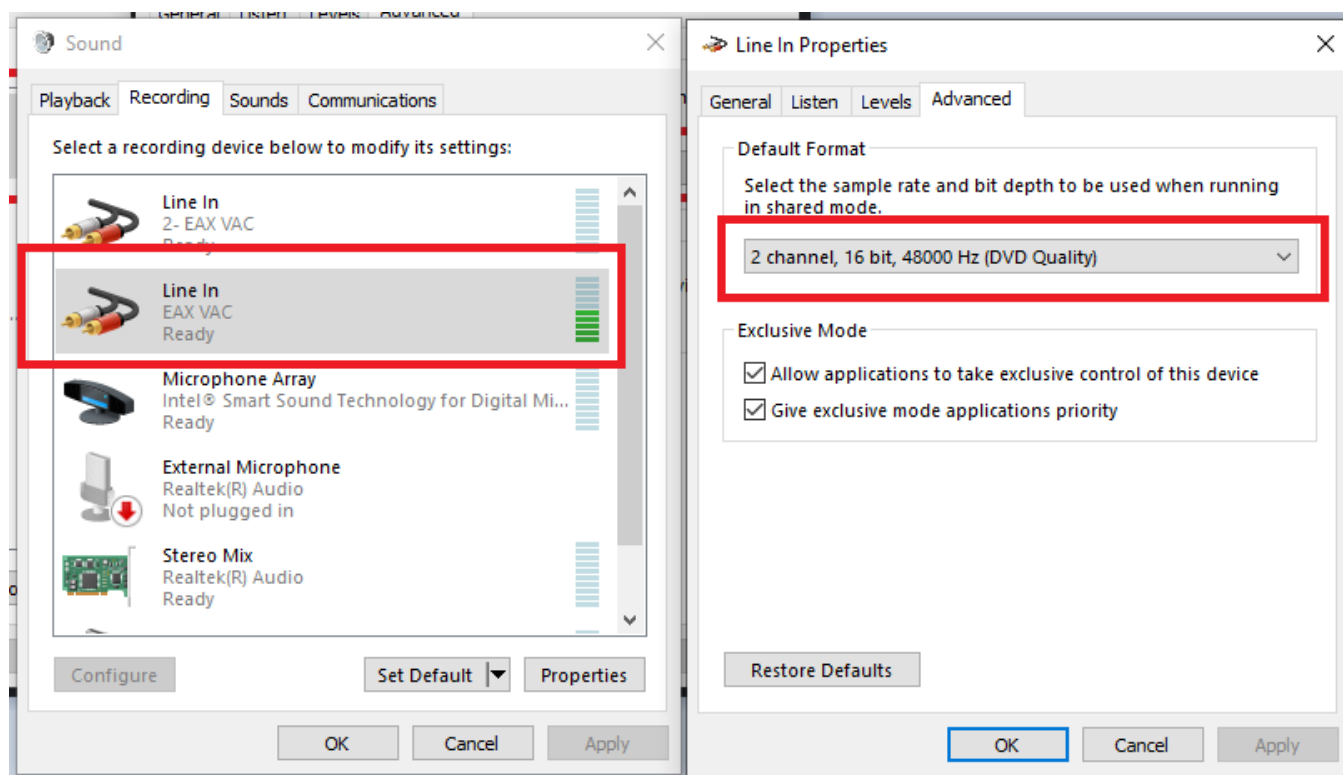 General Listen Levels Advanced
Sound
Playback Recording Sounds Communications
Select a recording device below to modify its settings:
Line In
2- EAX VAC
Ready
Line In
EAX VAC
Ready
Microphone Array
Intel® Smart Sound Technology for Digital Mi...
Ready
External Microphone
Realtek(R) Audio
Not plugged in
Stereo Mix
Realtek(R) Audio
Ready
Configure Set Default Properties
OK Cancel Apply
Line In Properties
General Listen Levels Advanced
Default Format
Select the sample rate and bit depth to be used when running
in shared mode.
2 channel, 16 bit, 48000 Hz (DVD Quality)
Exclusive Mode
Allow applications to take exclusive control of this device
Give exclusive mode applications priority
Restore Defaults
OK Cancel Apply